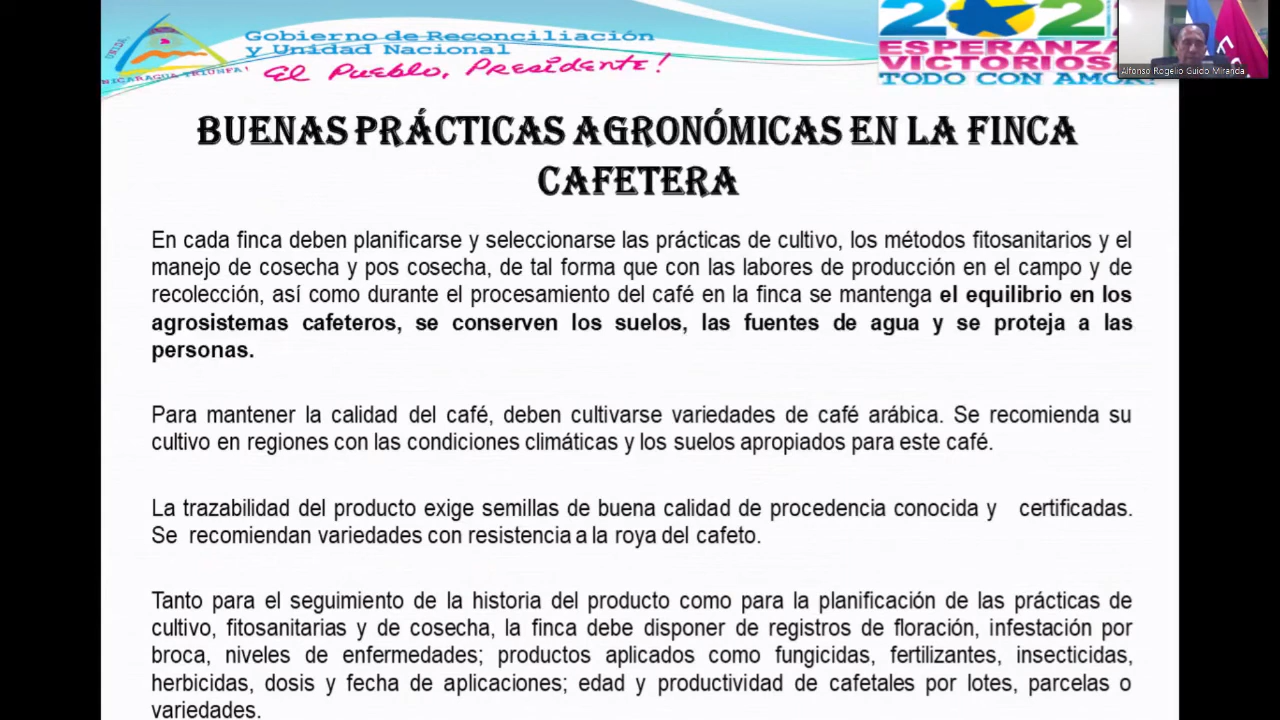 UNIDA,
NICARAGUA TRIUNFA!
Gobierno de Reconciliación
y Unidad Nacional
El Pueblo, Presidente!
2021
ESPERANZAS
VICTORIOSAS
TODO CON AMOR!
Alfonso Rogelio Guido Miranda
BUENAS PRÁCTICAS AGRONÓMICAS EN LA FINCA
CAFETERA
En cada finca deben planificarse y seleccionarse las prácticas de cultivo, los métodos fitosanitarios y el
manejo de cosecha y pos cosecha, de tal forma que con las labores de producción en el campo y de
recolección, así como durante el procesamiento del café en la finca se mantenga el equilibrio en los
agrosistemas cafeteros, se conserven los suelos, las fuentes de agua y se proteja a las
personas.
Para mantener la calidad del café, deben cultivarse variedades de café arábica. Se recomienda su
cultivo en regiones con las condiciones climáticas y los suelos apropiados para este café.
La trazabilidad del producto exige semillas de buena calidad de procedencia conocida y certificadas.
Se recomiendan variedades con resistencia a la roya del cafeto.
Tanto para el seguimiento de la historia del producto como para la planificación de las prácticas de
cultivo, fitosanitarias y de cosecha, la finca debe disponer de registros de floración, infestación por
broca, niveles de enfermedades; productos aplicados como fungicidas, fertilizantes, insecticidas,
herbicidas, dosis y fecha de aplicaciones; edad y productividad de cafetales por lotes, parcelas o
variedades.